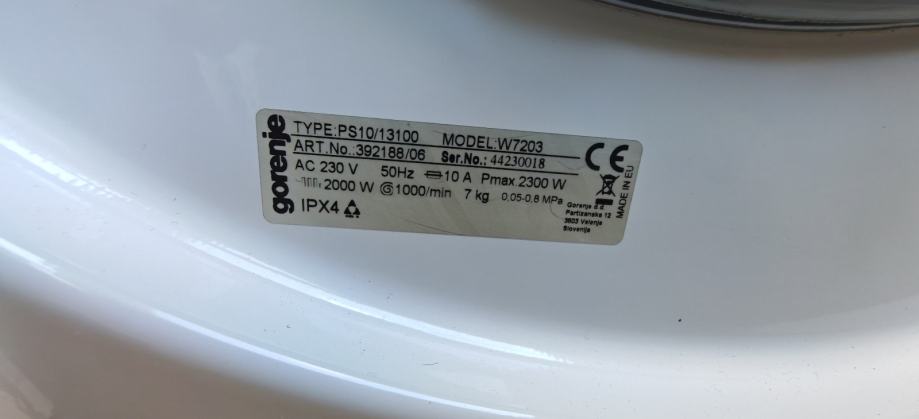 gorenje
TYPE:PS10/13100 MODEL:W7203
ART.No.:392188/06 Ser.No.: 44230018
AC 230 V 50Hz 10 A Pmax.2300 W
2000 W 1000/min 7 kg 0,05-0,8 MPa
IPX4
CE
Gorenje d.d.
Partizanska 12
3503 Velenje
Slovenija
MADE IN EU